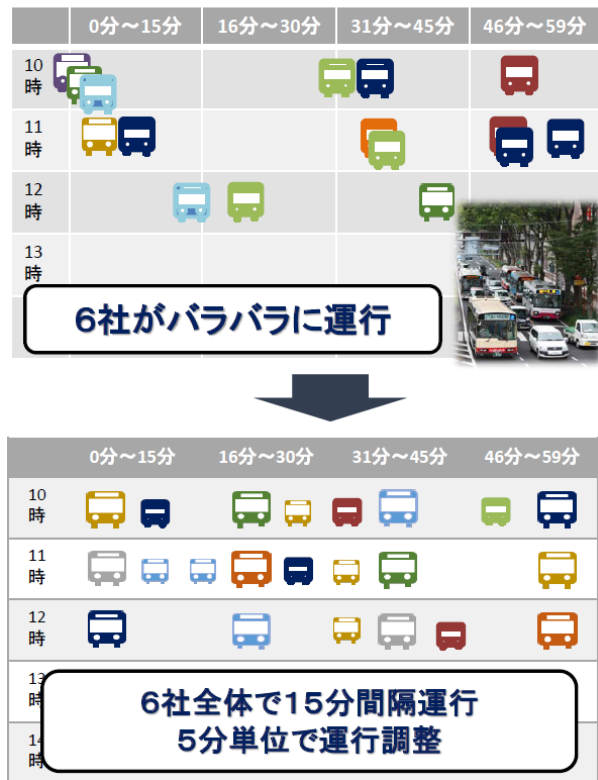 0分～15分 16分～30分 31分～45分 46分～59分
10
時
11
時
12
時
13
時
6社がバラバラに運行
0分～15分 16分～30分 31分～45分 46分～59分
10
時
11
時
12
時
13
時
6社全体で15分間隔運行
5分単位で運行調整
14
時